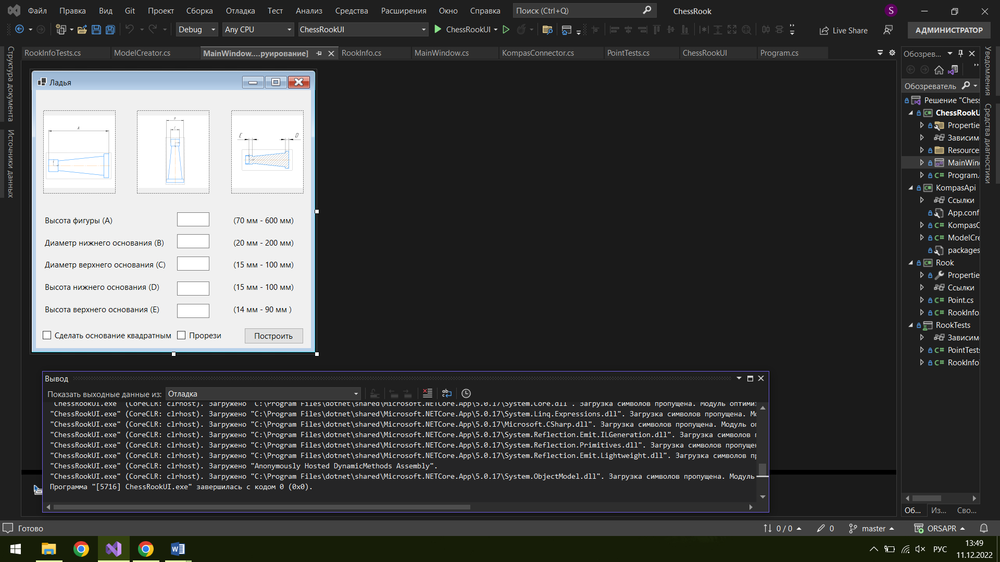 Файл Правка Вид Git Проект Сборка Отладка Тест Анализ Средства Расширения Окно Справка Поиск (Ctrl+Q) ChessRook S
Debug Any CPU ChessRookUI ChessRookUI Live Share АДМИНИСТРАТОР
Структура документа
Источники данных
RookInfoTests.cs ModelCreator.cs MainWindow....руирование] RookInfo.cs MainWindow.cs KompasConnector.cs PointTests.cs ChessRookUI Program.cs
Ладья
A
B
E D
Высота фигуры (A) (70 мм - 600 мм)
Диаметр нижнего основания (B) (20 мм - 200 мм)
Диаметр верхнего основания (C) (15 мм - 100 мм)
Высота нижнего основания (D) (15 мм - 100 мм)
Высота верхнего основания (E) (14 мм - 90 мм )
Сделать основание квадратным Прорези Построить
Вывод
Показать выходные данные из: Отладка
"ChessRookUI.exe" (CoreCLR: clrhost). Загружено "C:\Program Files\dotnet\shared\Microsoft.NETCore.App\5.0.17\System.Core.dll". Загрузка символов пропущена. Модуль оптимиз
"ChessRookUI.exe" (CoreCLR: clrhost). Загружено "C:\Program Files\dotnet\shared\Microsoft.NETCore.App\5.0.17\System.Linq.Expressions.dll". Загрузка символов пропущена. Мо
"ChessRookUI.exe" (CoreCLR: clrhost). Загружено "C:\Program Files\dotnet\shared\Microsoft.NETCore.App\5.0.17\Microsoft.CSharp.dll". Загрузка символов пропущена. Модуль оп
"ChessRookUI.exe" (CoreCLR: clrhost). Загружено "C:\Program Files\dotnet\shared\Microsoft.NETCore.App\5.0.17\System.Reflection.Emit.ILGeneration.dll". Загрузка символов п
"ChessRookUI.exe" (CoreCLR: clrhost). Загружено "C:\Program Files\dotnet\shared\Microsoft.NETCore.App\5.0.17\System.Reflection.Primitives.dll". Загрузка символов пропущен
"ChessRookUI.exe" (CoreCLR: clrhost). Загружено "C:\Program Files\dotnet\shared\Microsoft.NETCore.App\5.0.17\System.Reflection.Emit.Lightweight.dll". Загрузка символов пр
"ChessRookUI.exe" (CoreCLR: clrhost). Загружено "Anonymously Hosted DynamicMethods Assembly".
"ChessRookUI.exe" (CoreCLR: clrhost). Загружено "C:\Program Files\dotnet\shared\Microsoft.NETCore.App\5.0.17\System.ObjectModel.dll". Загрузка символов пропущена. Модуль
Программа "[5716] ChessRookUI.exe" завершилась с кодом 0 (0x0).
Обозрев...
Обозреватель
Решение "Chess
ChessRookU
Propertie
Зависим
Resource
MainWin
Program.
KompasApi
Ссылки
App.conf
KompasC
ModelCre
packages
Rook
Propertie
Ссылки
Point.cs
RookInfo
RookTests
Зависим
PointTests
RookInfo
Об... Из... Сво...
Уведомления
Средства диагностики
Готово 0 / 0 0 master ORSAPR
РУС 13:49
11.12.2022